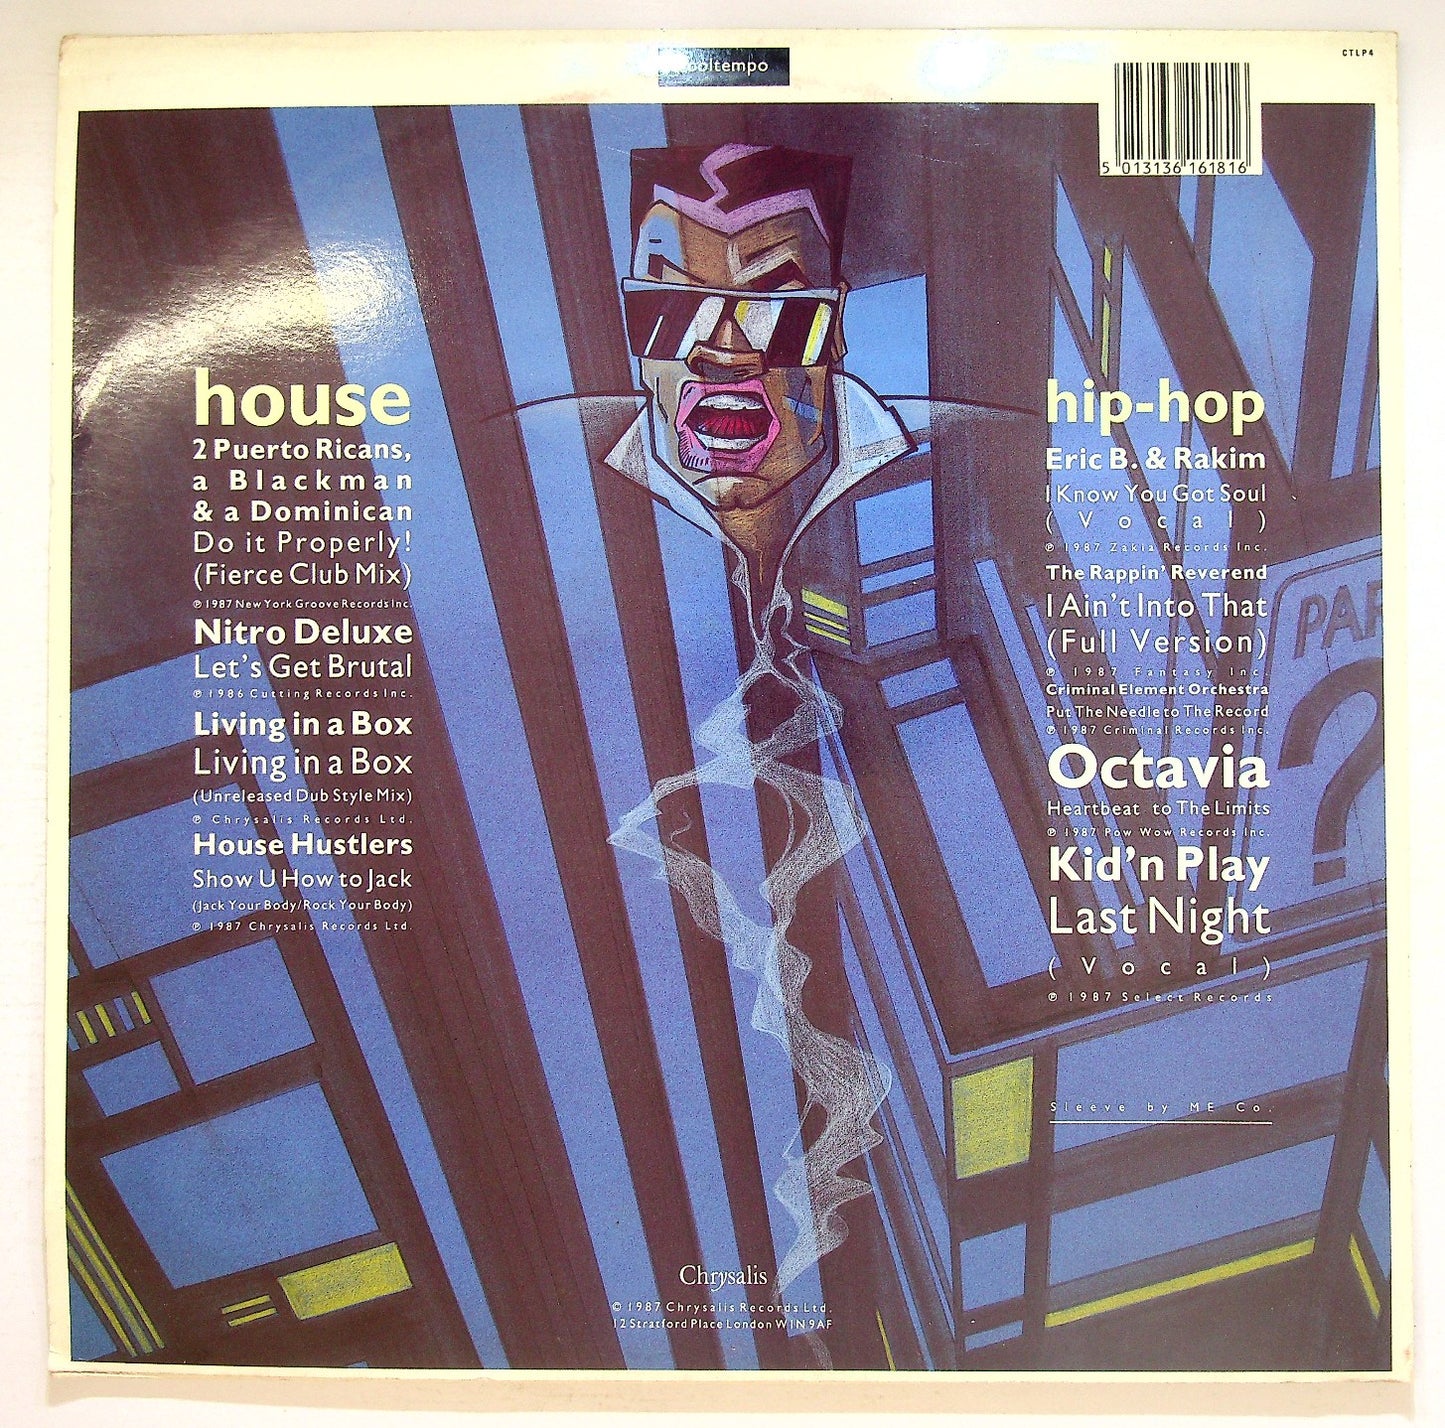 CTLP4
5 013136 161816
house
2 Puerto Ricans,
a Blackman
& a Dominican
Do it Properly!
(Fierce Club Mix)
℗ 1987 New York Groove Records Inc.
Nitro Deluxe
Let's Get Brutal
℗ 1986 Cutting Records Inc.
Living in a Box
Living in a Box
(Unreleased Dub Style Mix)
℗ Chrysalis Records Ltd.
House Hustlers
Show U How to Jack
(Jack Your Body/Rock Your Body)
℗ 1987 Chrysalis Records Ltd.
hip-hop
Eric B. & Rakim
I Know You Got Soul
(Vocal)
℗ 1987 Zakia Records Inc.
The Rappin' Reverend
I Ain't Into That
(Full Version)
℗ 1987 Fantasy Inc.
Criminal Element Orchestra
Put The Needle to The Record
℗ 1987 Criminal Records Inc.
Octavia
Heartbeat to The Limits
℗ 1987 Pow Wow Records Inc.
Kid'n Play
Last Night
(Vocal)
℗ 1987 Select Records
PAR
?
Sleeve by ME Co.
Chrysalis
© 1987 Chrysalis Records Ltd.
12 Stratford Place London W1N 9AF